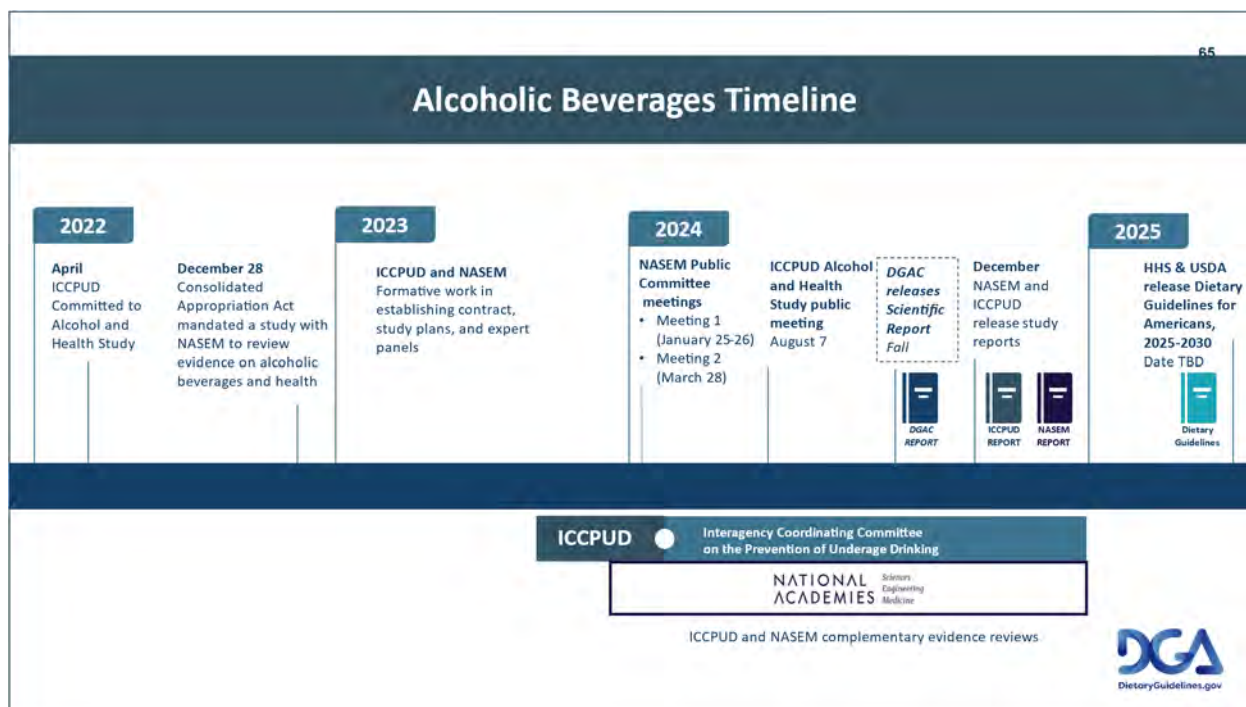 65
Alcoholic Beverages Timeline
2022
April
ICCPUD
Committed to
Alcohol and
Health Study
December 28
Consolidated
Appropriation Act
mandated a study with
NASEM to review
evidence on alcoholic
beverages and health
2023
ICCPUD and NASEM
Formative work in
establishing contract,
study plans, and expert
panels
2024
NASEM Public
Committee
meetings
• Meeting 1
(January 25-26)
• Meeting 2
(March 28)
ICCPUD Alcohol
and Health
Study public
meeting
August 7
DGAC
releases
Scientific
Report
Fall
DGAC
REPORT
December
NASEM and
ICCPUD
release study
reports
ICCPUD
REPORT
NASEM
REPORT
2025
HHS & USDA
release Dietary
Guidelines for
Americans,
2025-2030
Date TBD
Dietary
Guidelines
ICCPUD
Interagency Coordinating Committee
on the Prevention of Underage Drinking
NATIONAL
ACADEMIES
Sciences
Engineering
Medicine
ICCPUD and NASEM complementary evidence reviews
DGA
DietaryGuidelines.gov